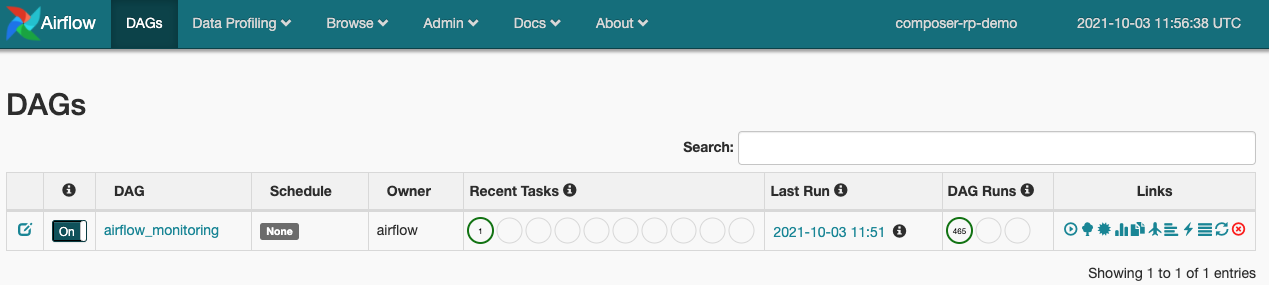 Airflow DAGs Data Profiling Browse Admin Docs About composer-rp-demo 2021-10-03 11:56:38 UTC
DAGs
Search:
DAG Schedule Owner Recent Tasks Last Run DAG Runs Links
On airflow_monitoring None airflow 1 2021-10-03 11:51 465
Showing 1 to 1 of 1 entries